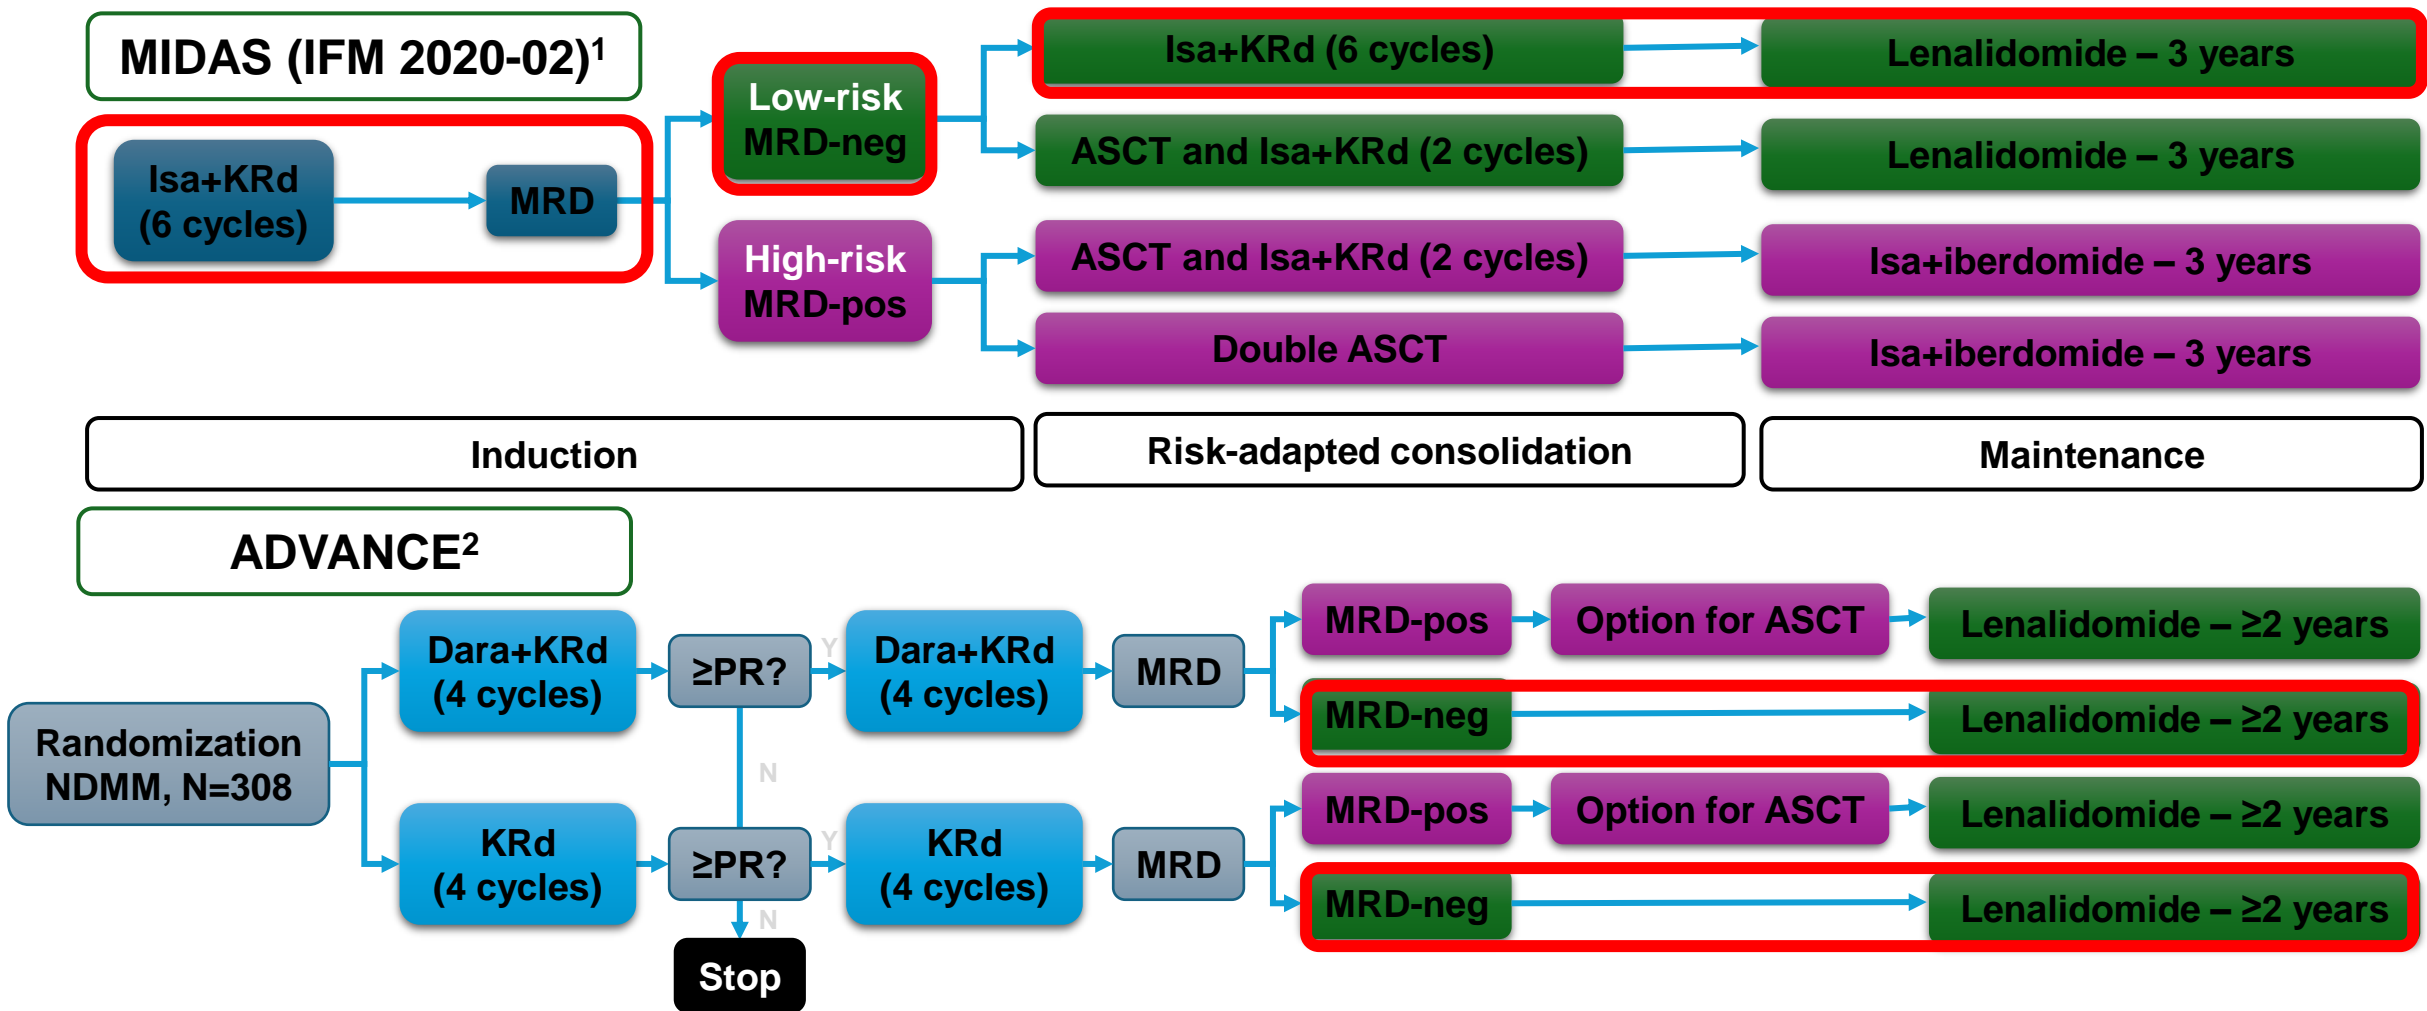 MIDAS (IFM 2020-02)¹
Isa+KRd
(6 cycles)
MRD
Low-risk
MRD-neg
High-risk
MRD-pos
Isa+KRd (6 cycles)
Lenalidomide – 3 years
ASCT and Isa+KRd (2 cycles)
Lenalidomide – 3 years
ASCT and Isa+KRd (2 cycles)
Isa+iberdomide – 3 years
Double ASCT
Isa+iberdomide – 3 years
Induction
Risk-adapted consolidation
Maintenance
ADVANCE²
Randomization
NDMM, N=308
Dara+KRd
(4 cycles)
≥PR?
Y
Dara+KRd
(4 cycles)
MRD
MRD-pos
Option for ASCT
Lenalidomide – ≥2 years
MRD-neg
Lenalidomide – ≥2 years
N
KRd
(4 cycles)
≥PR?
Y
KRd
(4 cycles)
MRD
MRD-pos
Option for ASCT
Lenalidomide – ≥2 years
MRD-neg
Lenalidomide – ≥2 years
N
Stop